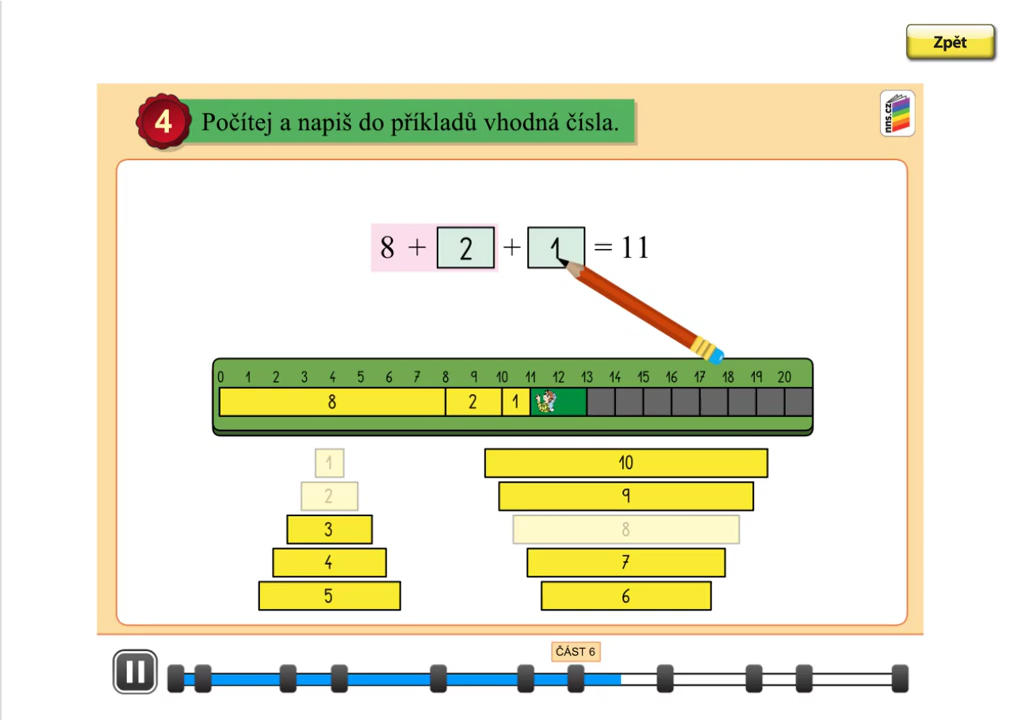 Zpět
4 Počítej a napiš do příkladů vhodná čísla.
nns.cz
8 + 2 + 1 = 11
0 1 2 3 4 5 6 7 8 9 10 11 12 13 14 15 16 17 18 19 20
8 2 1
1 10
2 9
3 8
4 7
5 6
ČÁST 6